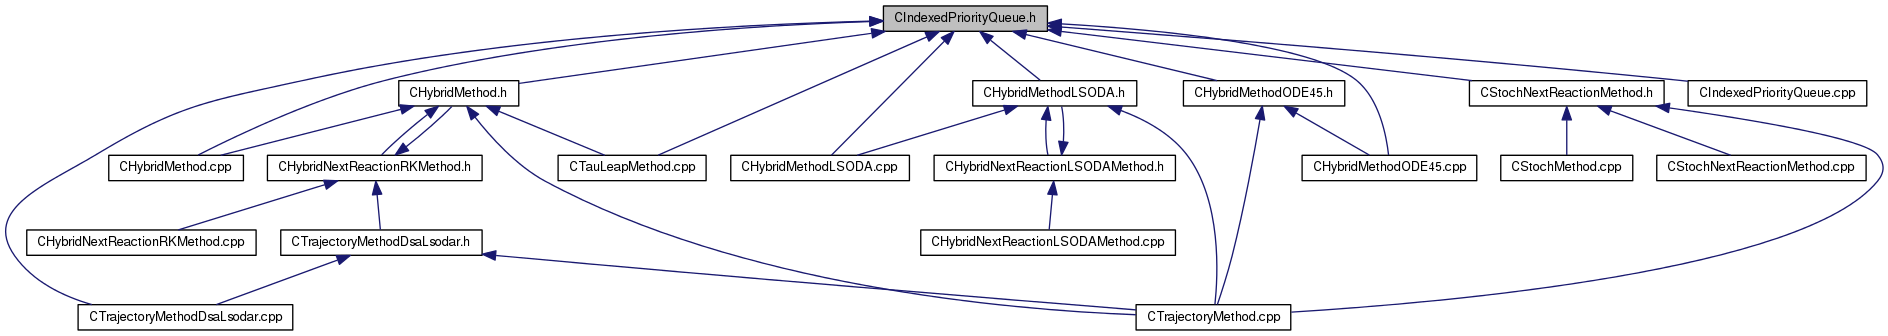 CIndexedPriorityQueue.h
CHybridMethod.h
CHybridMethodLSODA.h
CHybridMethodODE45.h
CStochNextReactionMethod.h
CIndexedPriorityQueue.cpp
CHybridMethod.cpp
CHybridNextReactionRKMethod.h
CTauLeapMethod.cpp
CHybridMethodLSODA.cpp
CHybridNextReactionLSODAMethod.h
CHybridMethodODE45.cpp
CStochMethod.cpp
CStochNextReactionMethod.cpp
CHybridNextReactionRKMethod.cpp
CTrajectoryMethodDsaLsodar.h
CHybridNextReactionLSODAMethod.cpp
CTrajectoryMethodDsaLsodar.cpp
CTrajectoryMethod.cpp